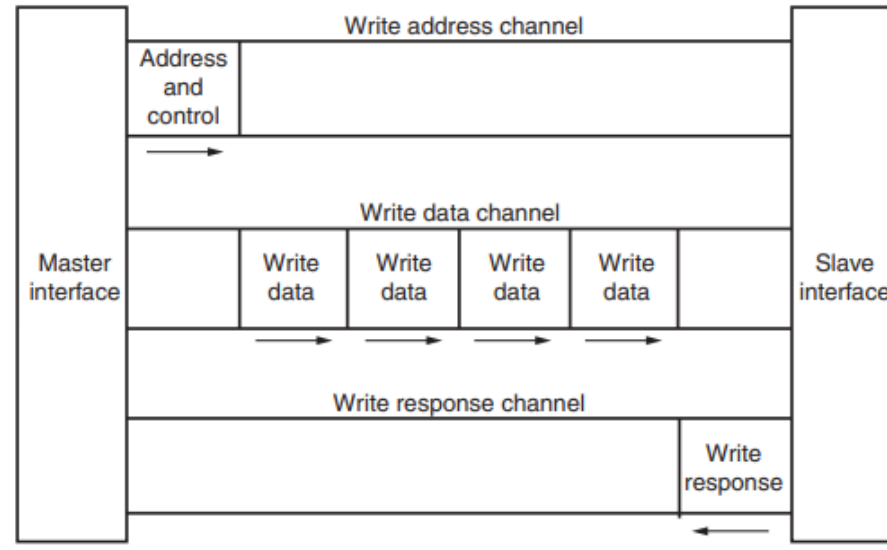 Write address channel
Address
and
control
Write data channel
Master
interface
Write
data
Write
data
Write
data
Write
data
Slave
interface
Write response channel
Write
response